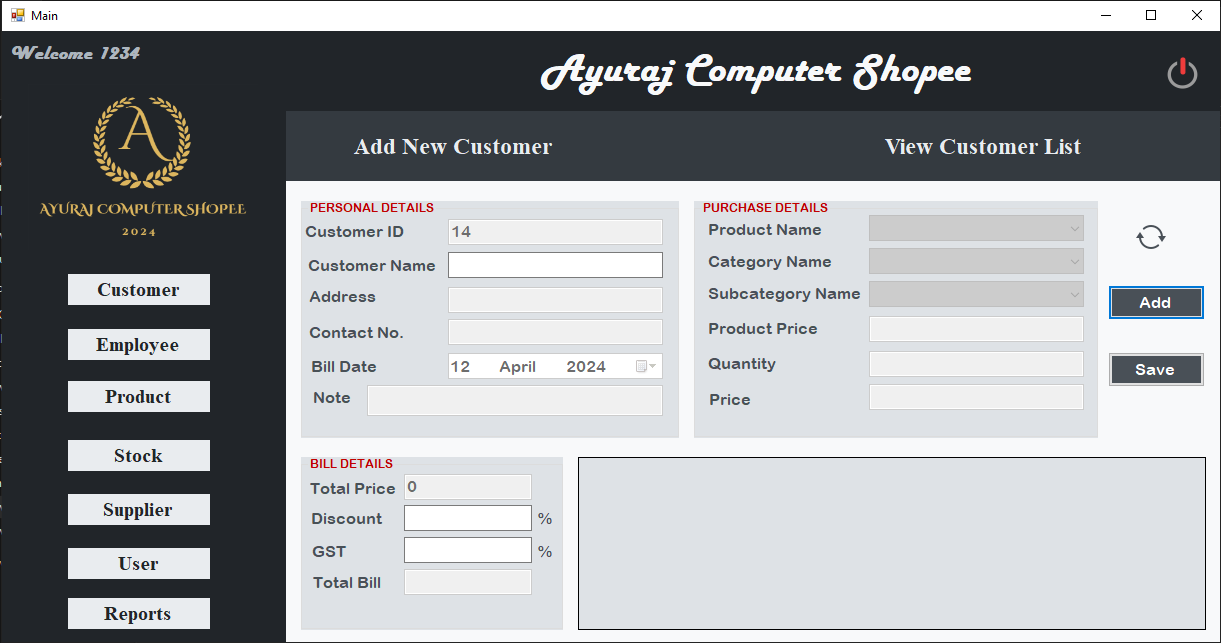 Main
Welcome 1234
Ayuraj Computer Shopee
A
AYURAJ COMPUTER SHOPEE
2024
Customer
Employee
Product
Stock
Supplier
User
Reports
Add New Customer
View Customer List
PERSONAL DETAILS
Customer ID 14
Customer Name
Address
Contact No.
Bill Date 12 April 2024
Note
PURCHASE DETAILS
Product Name
Category Name
Subcategory Name
Product Price
Quantity
Price
Add
Save
BILL DETAILS
Total Price 0
Discount %
GST %
Total Bill